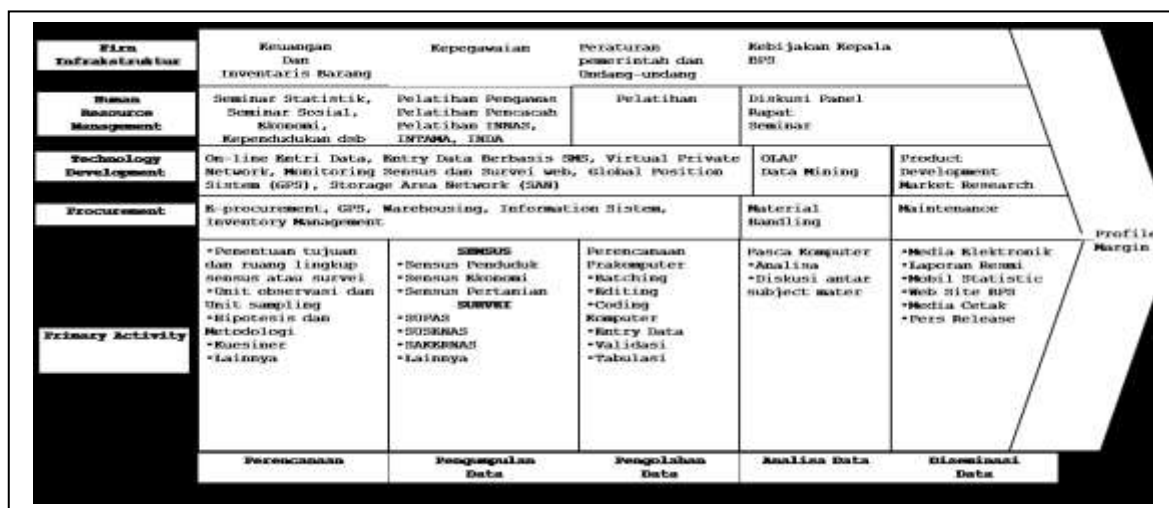 Firm
Infrakstruktur
Keuangan
Dan
Inventaris Barang
Kepegawaian
Peraturan
pemerintah dan
Undang-undang
Kebijakan Kepala
BPS
Human
Resource
Management
Seminar Statistik,
Seminar Sosial,
Ekonomi,
Kependudukan dsb
Pelatihan Pengawas
Pelatihan Pencacah
Pelatihan INNAS,
INTAMA, INDA
Pelatihan
Diskusi Panel
Rapat
Seminar
Technology
Development
On-line Entri Data, Entry Data Berbasis SMS, Virtual Private
Network, Monitoring Sensus dan Survei web, Global Position
Sistem (GPS), Storage Area Network (SAN)
OLAP
Data Mining
Product
Development
Market Research
Procurement
E-procurement, GPS, Warehousing, Information Sistem,
Inventory Management
Material
Handling
Maintenance
Profile
Margin
Primary Activity
•Penentuan tujuan
dan ruang lingkup
sensus atau survei
•Unit observasi dan
Unit sampling
•Hipotesis dan
Metodologi
•Kuesiner
•Lainnya
SENSUS
•Sensus Penduduk
•Sensus Ekonomi
•Sensus Pertanian
SURVEI
•SUPAS
•SUSENAS
•SAKERNAS
•Lainnya
Perencanaan
Prakomputer
•Batching
•Editing
•Coding
Komputer
•Entry Data
•Validasi
•Tabulasi
Pasca Komputer
•Analisa
•Diskusi antar
subject mater
•Media Elektronik
•Laporan Resmi
•Mobil Statistic
•Web Site BPS
•Media Cetak
•Pers Release
Perencanaan
Pengumpulan
Data
Pengolahan
Data
Analisa Data
Diseminasi
Data